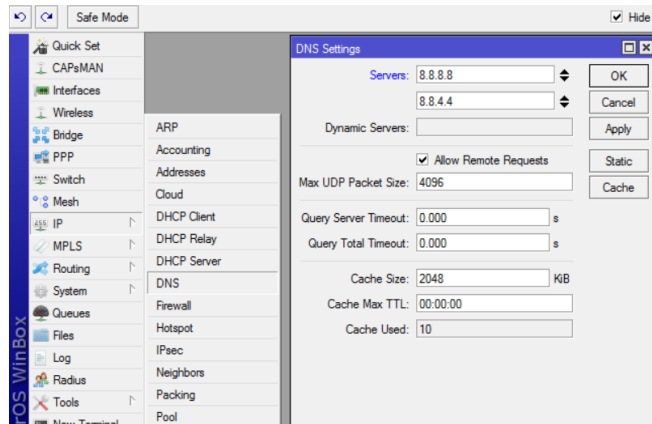 Safe Mode
Hide
Quick Set
CAPsMAN
Interfaces
Wireless
Bridge
PPP
Switch
Mesh
IP
MPLS
Routing
System
Queues
Files
Log
Radius
Tools
New Terminal
rOS WinBox
ARP
Accounting
Addresses
Cloud
DHCP Client
DHCP Relay
DHCP Server
DNS
Firewall
Hotspot
IPsec
Neighbors
Packing
Pool
DNS Settings
Servers: 8.8.8.8
8.8.4.4
Dynamic Servers:
Allow Remote Requests
Max UDP Packet Size: 4096
Query Server Timeout: 0.000 s
Query Total Timeout: 0.000 s
Cache Size: 2048 KiB
Cache Max TTL: 00:00:00
Cache Used: 10
OK
Cancel
Apply
Static
Cache